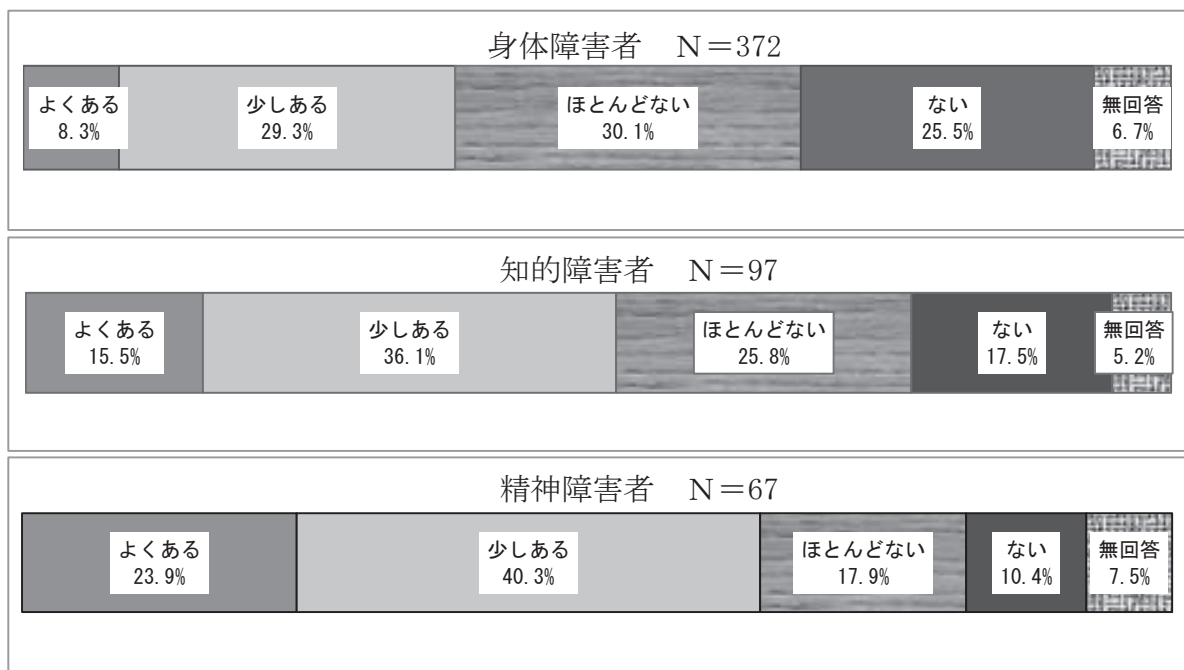 身体障害者　Ｎ＝372
よくある
8.3%
少しある
29.3%
ほとんどない
30.1%
ない
25.5%
無回答
6.7%
知的障害者　Ｎ＝97
よくある
15.5%
少しある
36.1%
ほとんどない
25.8%
ない
17.5%
無回答
5.2%
精神障害者　Ｎ＝67
よくある
23.9%
少しある
40.3%
ほとんどない
17.9%
ない
10.4%
無回答
7.5%